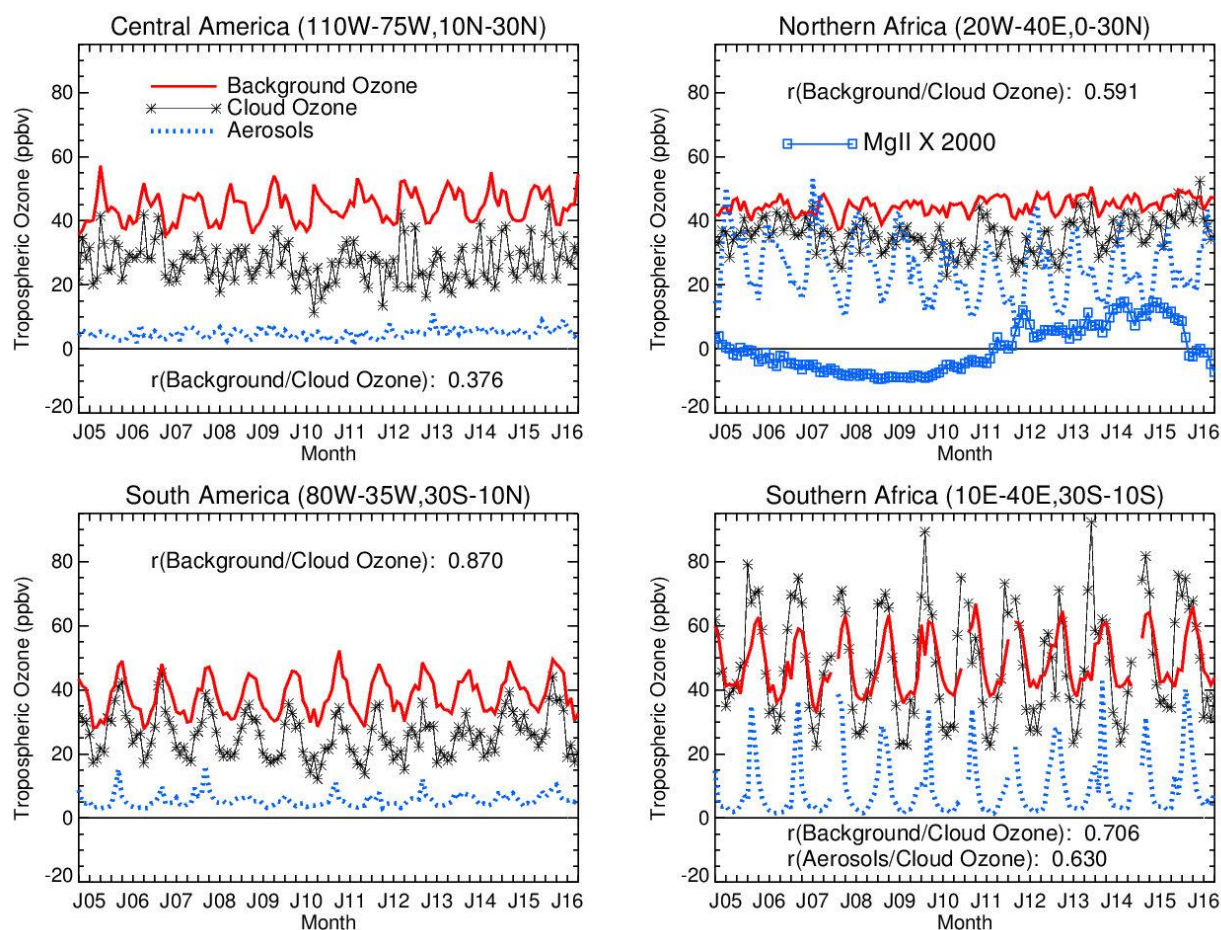 Central America (110W-75W,10N-30N)
Tropospheric Ozone (ppbv)
80
60
40
20
0
-20
Background Ozone
Cloud Ozone
Aerosols
r(Background/Cloud Ozone): 0.376
J05 J06 J07 J08 J09 J10 J11 J12 J13 J14 J15 J16
Month
Northern Africa (20W-40E,0-30N)
Tropospheric Ozone (ppbv)
80
60
40
20
0
-20
r(Background/Cloud Ozone): 0.591
MgII X 2000
J05 J06 J07 J08 J09 J10 J11 J12 J13 J14 J15 J16
Month
South America (80W-35W,30S-10N)
Tropospheric Ozone (ppbv)
80
60
40
20
0
-20
r(Background/Cloud Ozone): 0.870
J05 J06 J07 J08 J09 J10 J11 J12 J13 J14 J15 J16
Month
Southern Africa (10E-40E,30S-10S)
Tropospheric Ozone (ppbv)
80
60
40
20
0
-20
r(Background/Cloud Ozone): 0.706
r(Aerosols/Cloud Ozone): 0.630
J05 J06 J07 J08 J09 J10 J11 J12 J13 J14 J15 J16
Month